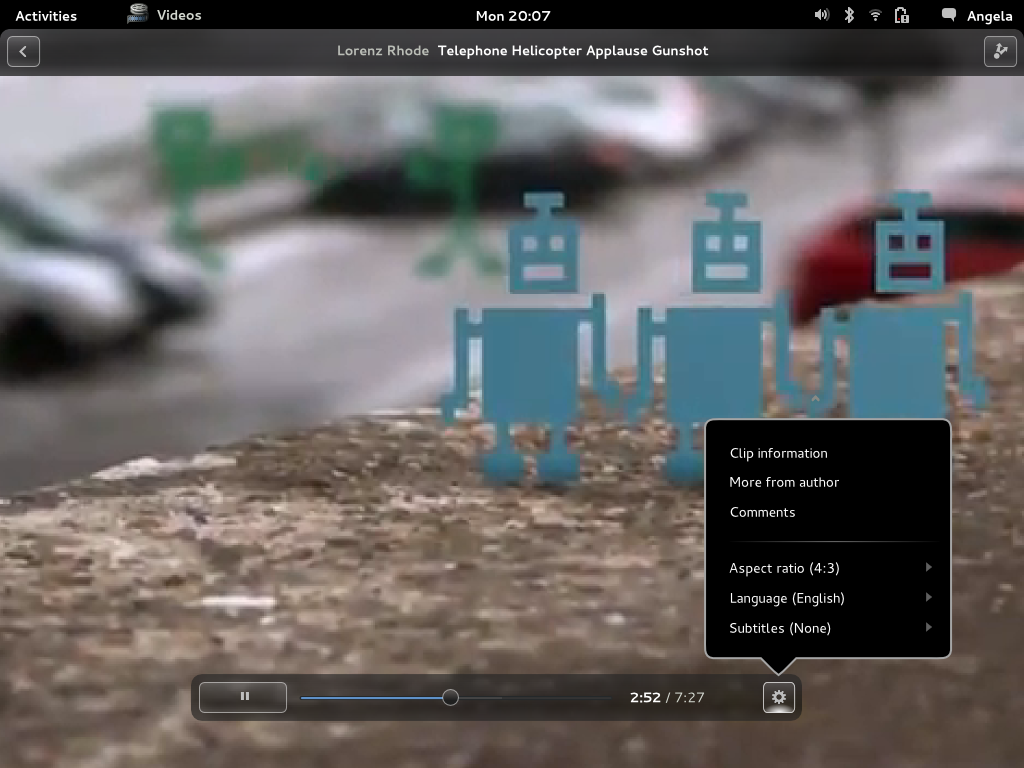 Activities Videos Mon 20:07 Angela
Lorenz Rhode Telephone Helicopter Applause Gunshot
Clip information
More from author
Comments
Aspect ratio (4:3)
Language (English)
Subtitles (None)
2:52 / 7:27